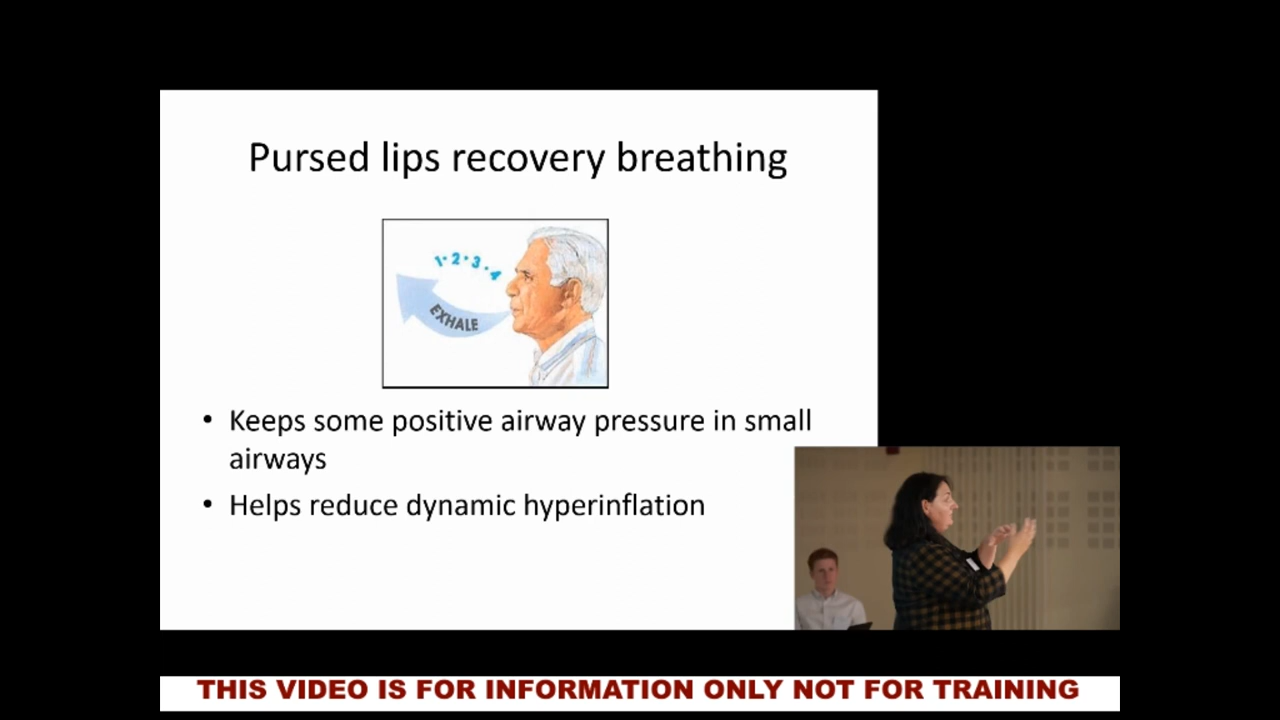 Pursed lips recovery breathing
1·2·3·4
EXHALE
• Keeps some positive airway pressure in small
airways
• Helps reduce dynamic hyperinflation
THIS VIDEO IS FOR INFORMATION ONLY NOT FOR TRAINING